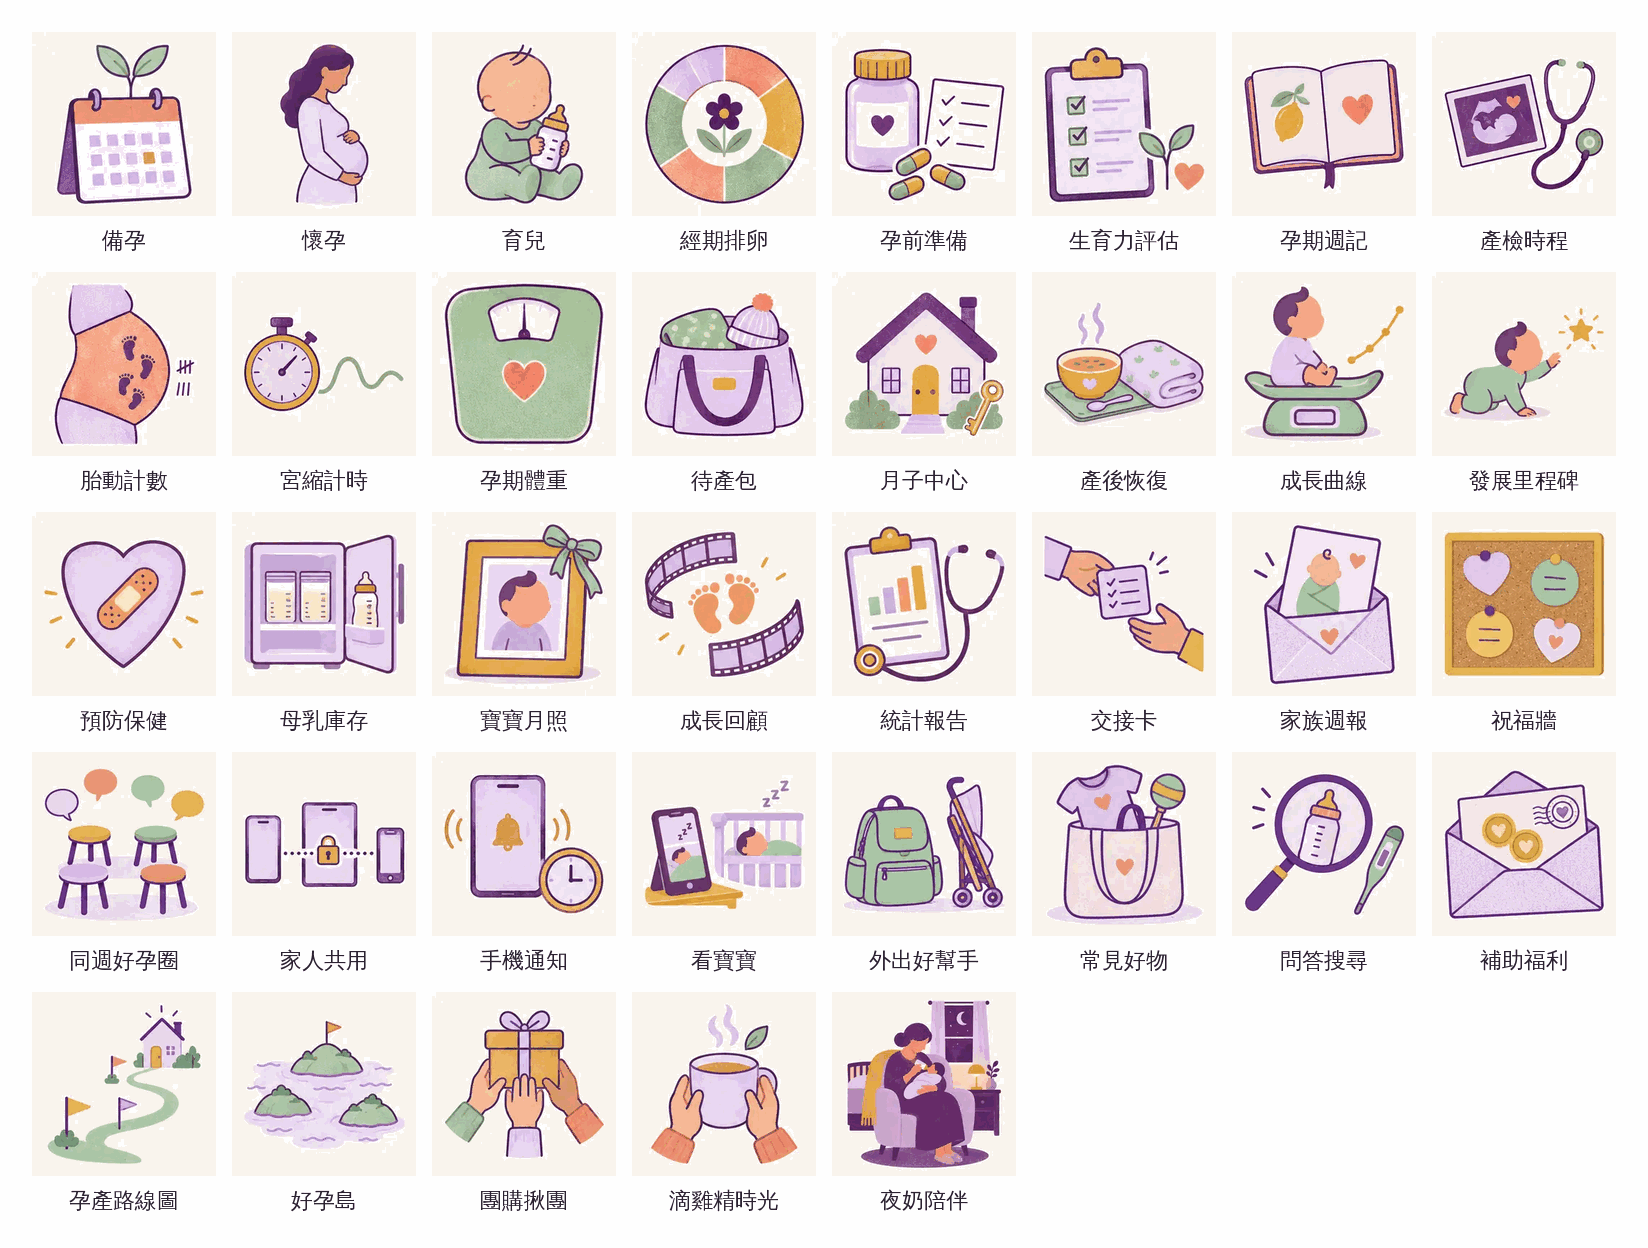 備孕
懷孕
育兒
經期排卵
孕前準備
生育力評估
孕期週記
產檢時程
胎動計數
宮縮計時
孕期體重
待產包
月子中心
產後恢復
成長曲線
發展里程碑
預防保健
母乳庫存
寶寶月照
成長回顧
統計報告
交接卡
家族週報
祝福牆
zzz
zzz
同週好孕圈
家人共用
手機通知
看寶寶
外出好幫手
常見好物
問答搜尋
補助福利
孕產路線圖
好孕島
團購揪團
滴雞精時光
夜奶陪伴